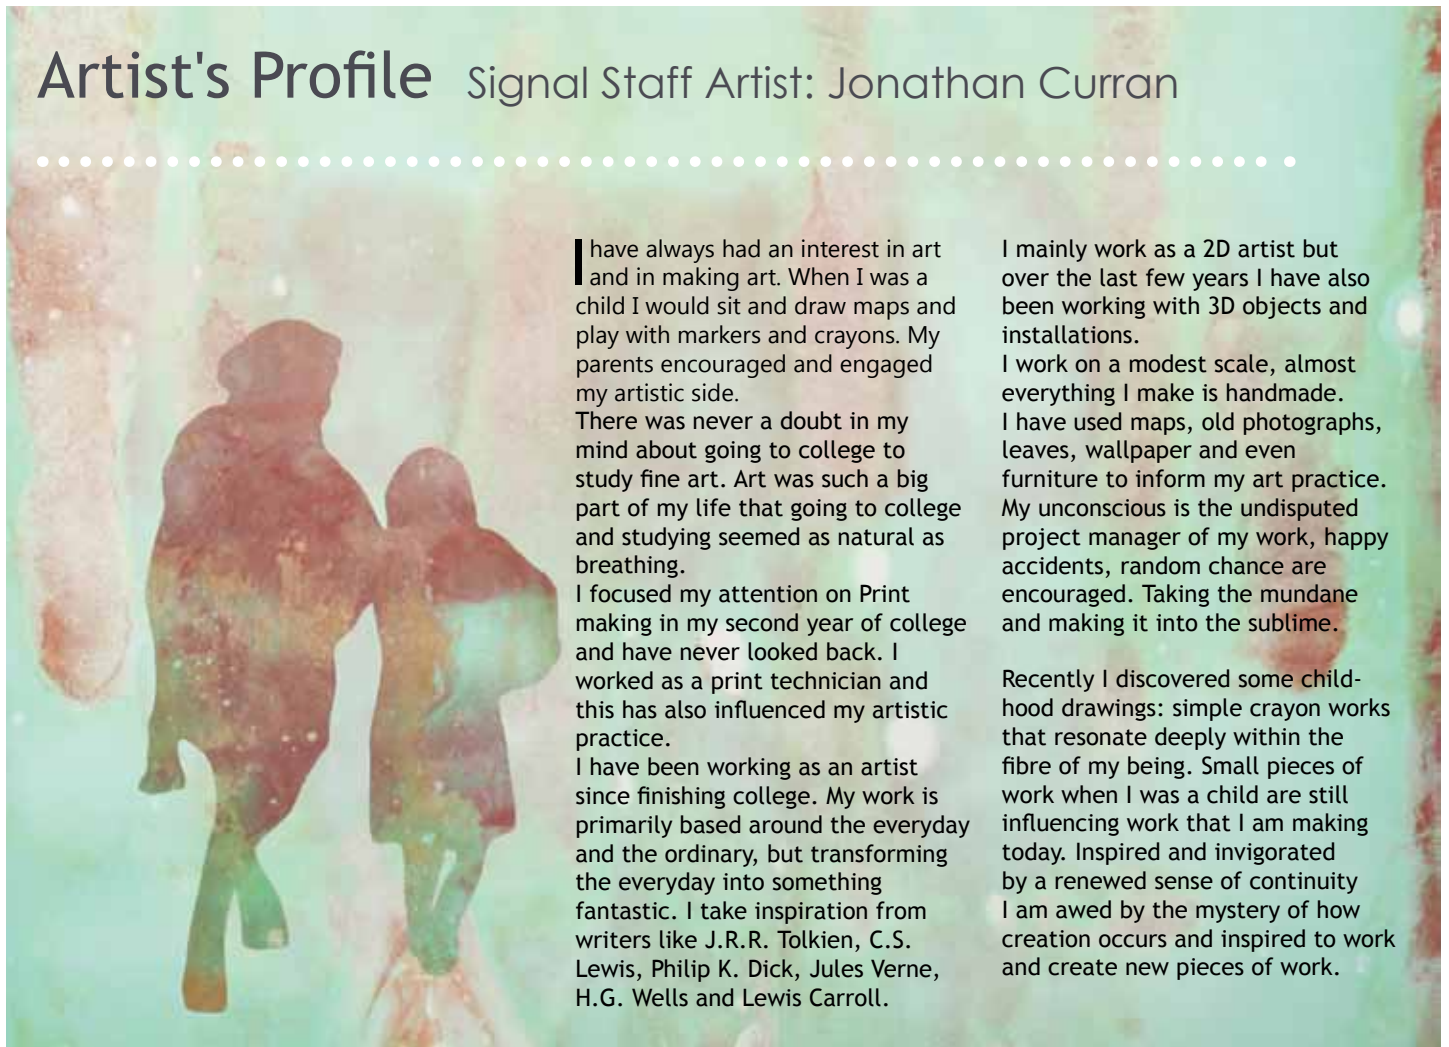 Artist's Profile Signal Staff Artist: Jonathan Curran
I have always had an interest in art
and in making art. When I was a
child I would sit and draw maps and
play with markers and crayons. My
parents encouraged and engaged
my artistic side.
There was never a doubt in my
mind about going to college to
study fine art. Art was such a big
part of my life that going to college
and studying seemed as natural as
breathing.
I focused my attention on Print
making in my second year of college
and have never looked back. I
worked as a print technician and
this has also influenced my artistic
practice.
I have been working as an artist
since finishing college. My work is
primarily based around the everyday
and the ordinary, but transforming
the everyday into something
fantastic. I take inspiration from
writers like J.R.R. Tolkien, C.S.
Lewis, Philip K. Dick, Jules Verne,
H.G. Wells and Lewis Carroll.
I mainly work as a 2D artist but
over the last few years I have also
been working with 3D objects and
installations.
I work on a modest scale, almost
everything I make is handmade.
I have used maps, old photographs,
leaves, wallpaper and even
furniture to inform my art practice.
My unconscious is the undisputed
project manager of my work, happy
accidents, random chance are
encouraged. Taking the mundane
and making it into the sublime.
Recently I discovered some child-
hood drawings: simple crayon works
that resonate deeply within the
fibre of my being. Small pieces of
work when I was a child are still
influencing work that I am making
today. Inspired and invigorated
by a renewed sense of continuity
I am awed by the mystery of how
creation occurs and inspired to work
and create new pieces of work.